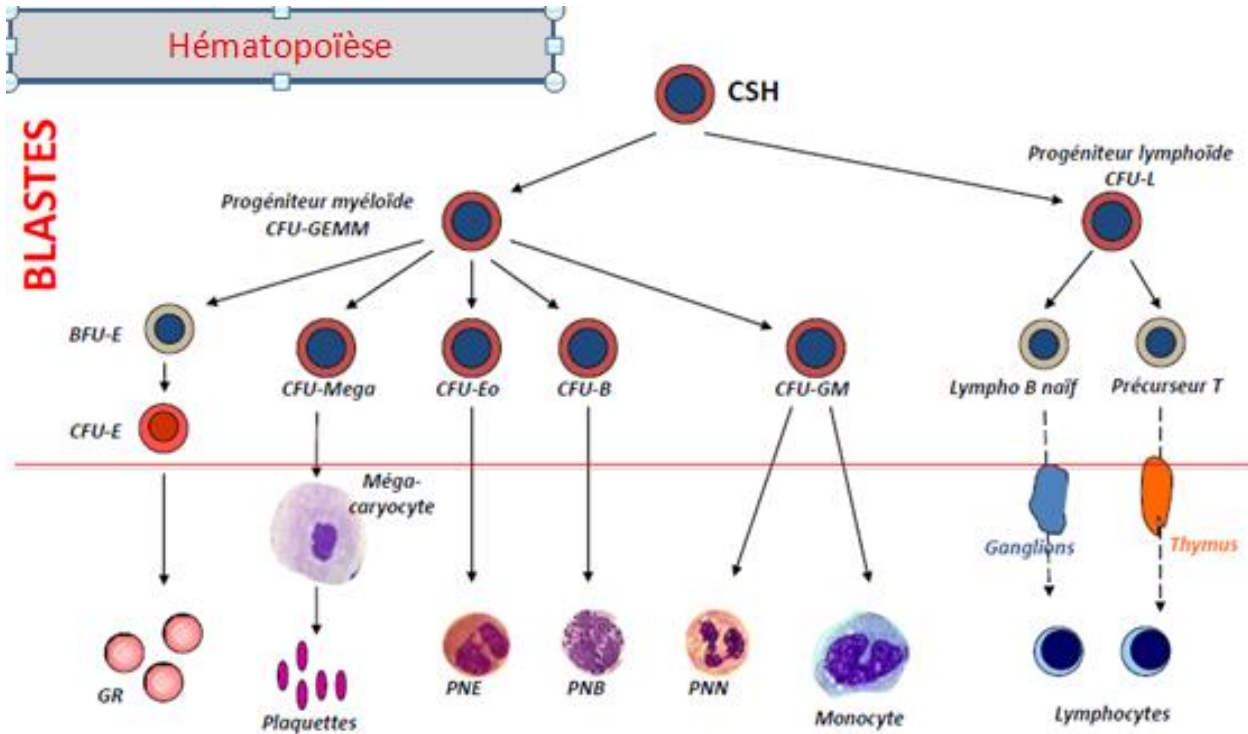 Hématopoïèse
CSH
BLASTES
Progéniteur lymphoïde
CFU-L
Progéniteur myéloïde
CFU-GEMM
BFU-E
CFU-Mega
CFU-Eo
CFU-B
CFU-GM
Lympho B naïf
Précurseur T
CFU-E
Méga-
caryocyte
Ganglions
Thymus
GR
Plaquettes
PNE
PNB
PNN
Monocyte
Lymphocytes